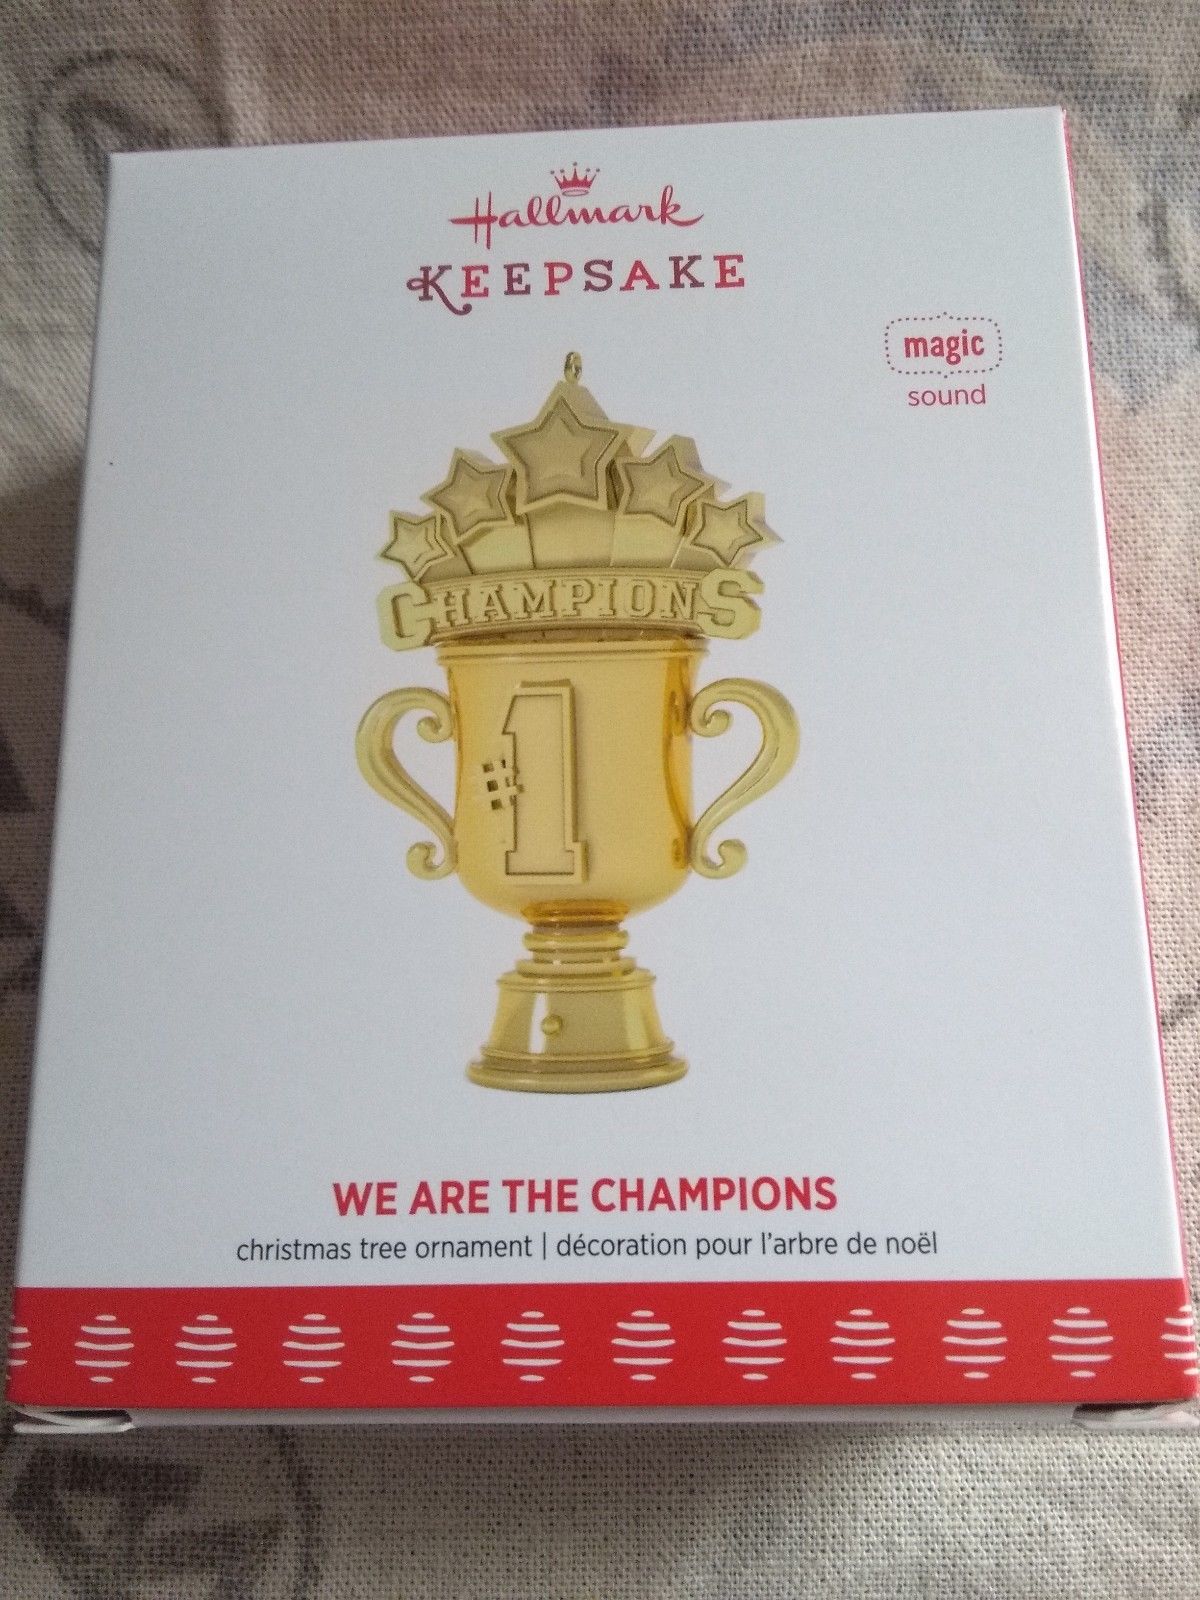 Hallmark
KEEPSAKE
magic
sound
CHAMPIONS
#1
WE ARE THE CHAMPIONS
christmas tree ornament | décoration pour l'arbre de noël